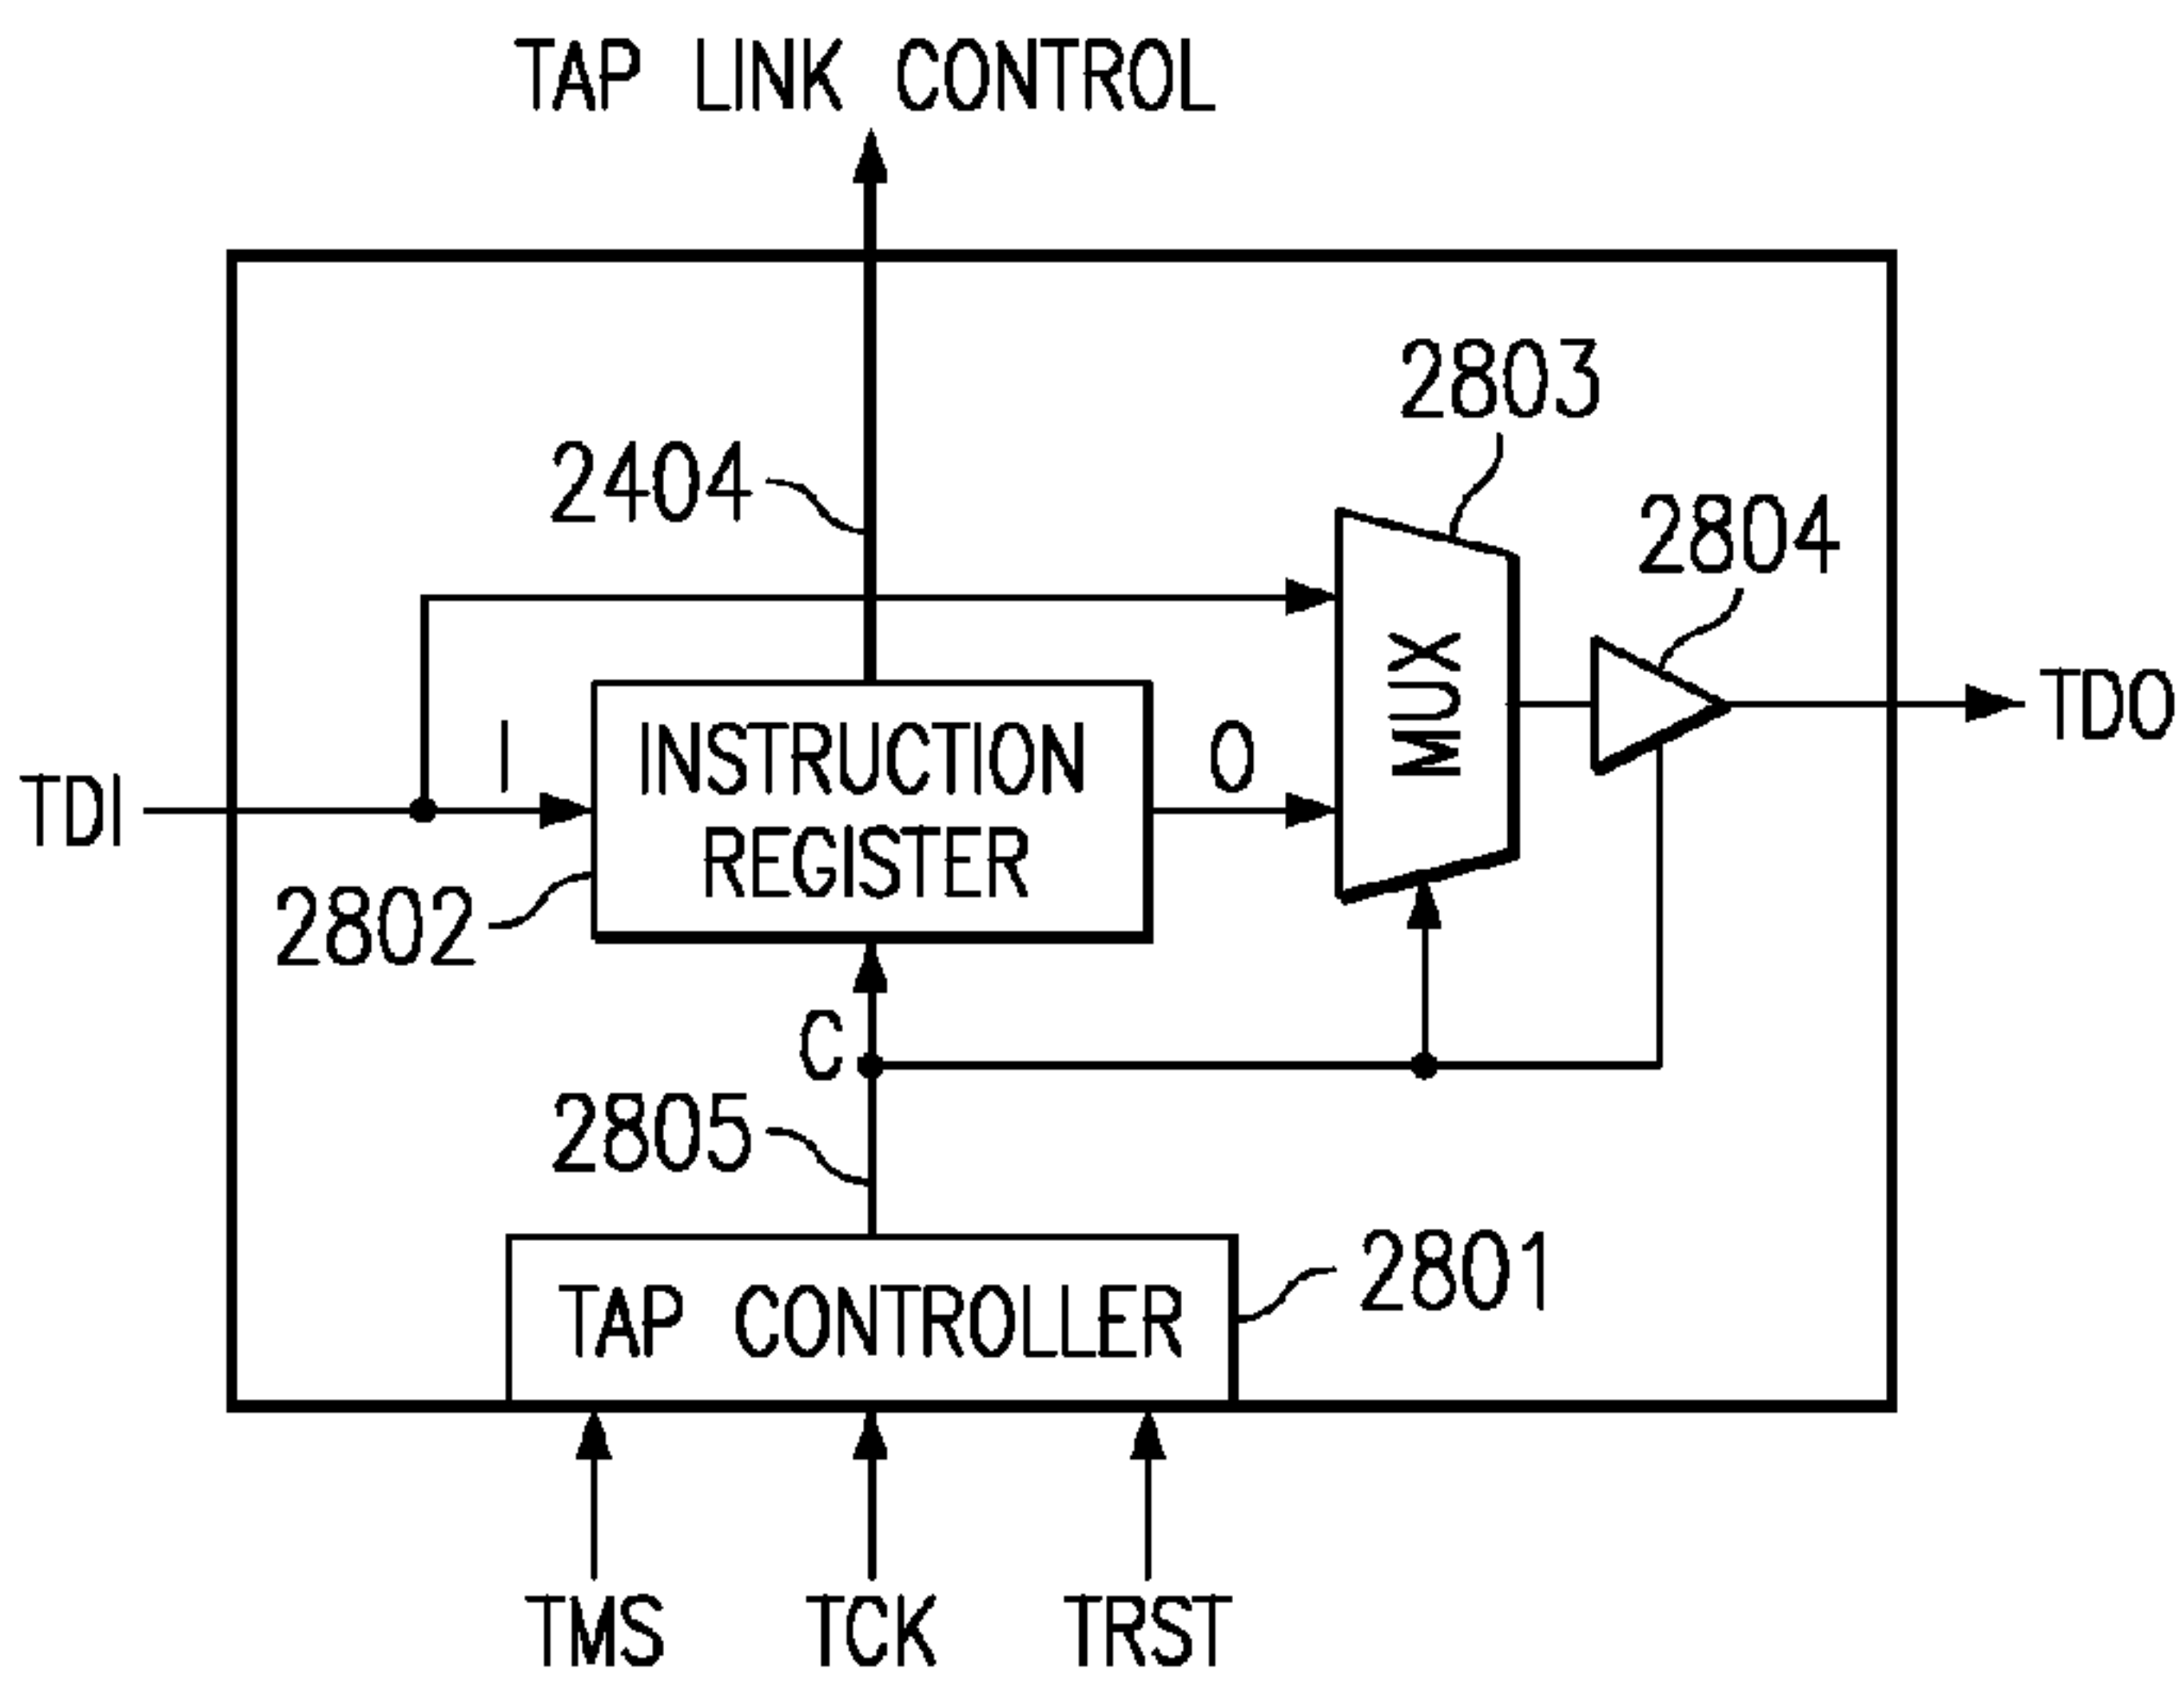 TAP LINK CONTROL
2803
2404
2804
MUX
TDO
I
INSTRUCTION
REGISTER
O
TDI
2802
C
2805
2801
TAP CONTROLLER
TMS
TCK
TRST